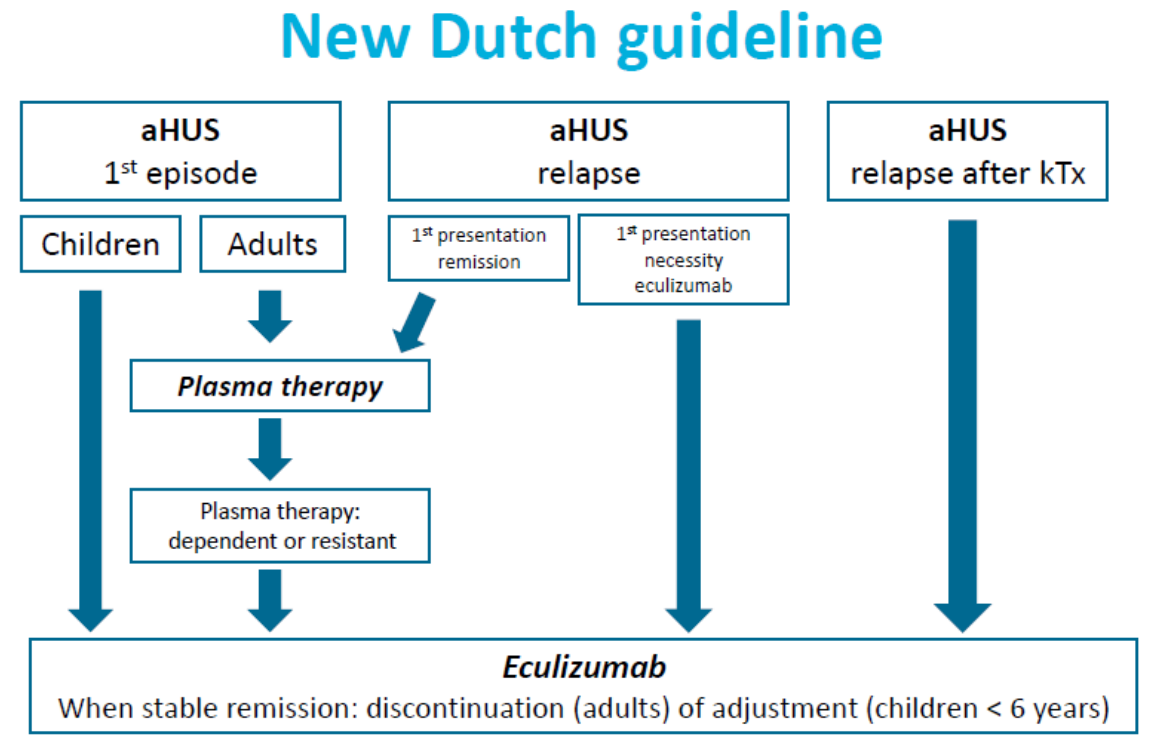 New Dutch guideline
aHUS
1st episode
aHUS
relapse
aHUS
relapse after kTx
Children
Adults
1st presentation
remission
1st presentation
necessity
eculizumab
Plasma therapy
Plasma therapy:
dependent or resistant
Eculizumab
When stable remission: discontinuation (adults) of adjustment (children < 6 years)